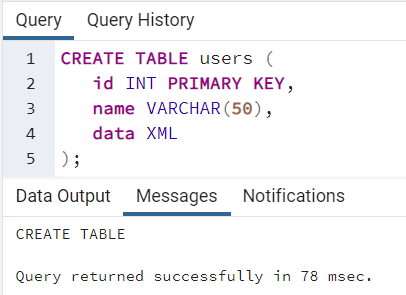 Query Query History
1 CREATE TABLE users (
2 id INT PRIMARY KEY,
3 name VARCHAR(50),
4 data XML
5 );
Data Output Messages Notifications
CREATE TABLE
Query returned successfully in 78 msec.